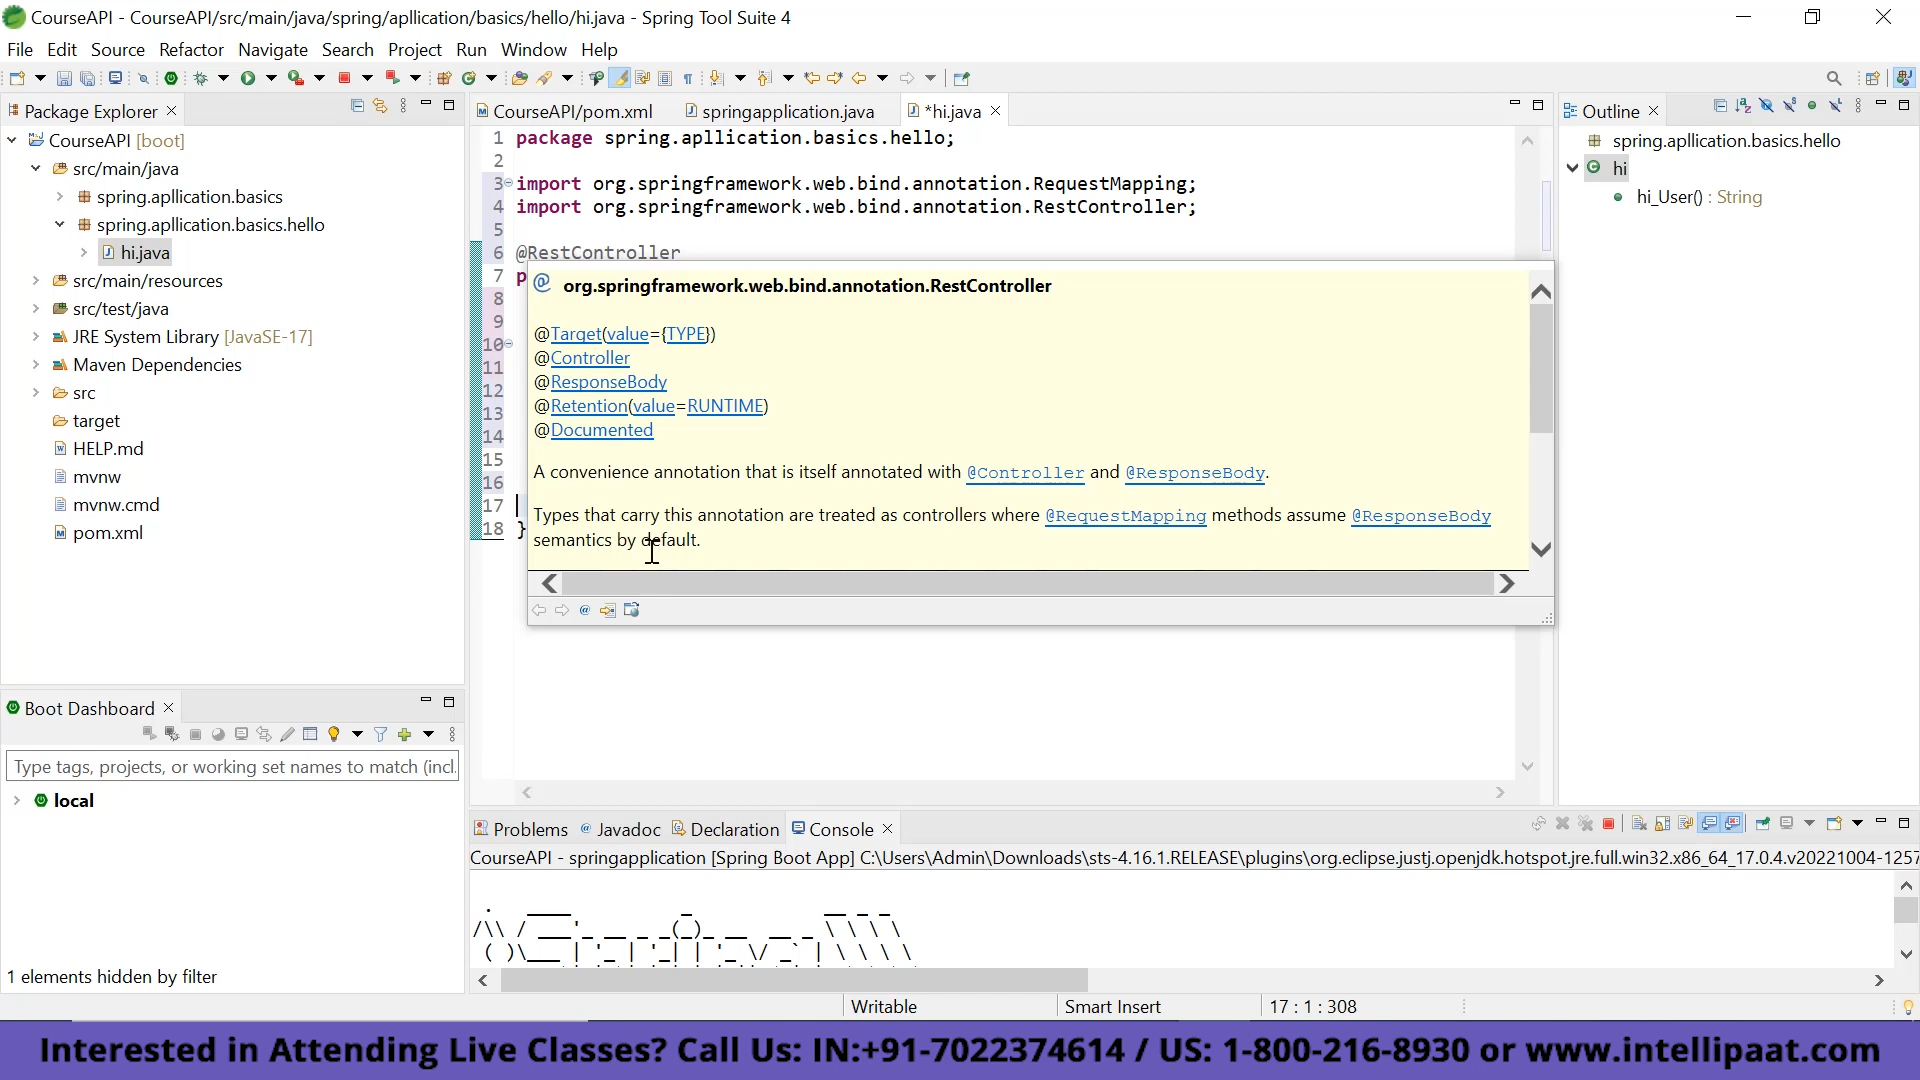 CourseAPI - CourseAPI/src/main/java/spring/apllication/basics/hello/hi.java - Spring Tool Suite 4
File Edit Source Refactor Navigate Search Project Run Window Help
Package Explorer
CourseAPI [boot]
src/main/java
spring.apllication.basics
spring.apllication.basics.hello
hi.java
src/main/resources
src/test/java
JRE System Library [JavaSE-17]
Maven Dependencies
src
target
HELP.md
mvnw
mvnw.cmd
pom.xml
CourseAPI/pom.xml springapplication.java *hi.java
1 package spring.apllication.basics.hello;
2
3 import org.springframework.web.bind.annotation.RequestMapping;
4 import org.springframework.web.bind.annotation.RestController;
5
6 @RestController
7 p
8
9
10
11
12
13
14
15
16
17
18 }
@ org.springframework.web.bind.annotation.RestController
@Target(value={TYPE})
@Controller
@ResponseBody
@Retention(value=RUNTIME)
@Documented
A convenience annotation that is itself annotated with @Controller and @ResponseBody.
Types that carry this annotation are treated as controllers where @RequestMapping methods assume @ResponseBody
semantics by default.
Outline
spring.apllication.basics.hello
hi
hi_User() : String
Boot Dashboard
Type tags, projects, or working set names to match (incl.
local
1 elements hidden by filter
Problems Javadoc Declaration Console
CourseAPI - springapplication [Spring Boot App] C:\Users\Admin\Downloads\sts-4.16.1.RELEASE\plugins\org.eclipse.justj.openjdk.hotspot.jre.full.win32.x86_64_17.0.4.v20221004-1257
Writable Smart Insert 17 : 1 : 308
Interested in Attending Live Classes? Call Us: IN:+91-7022374614 / US: 1-800-216-8930 or www.intellipaat.com